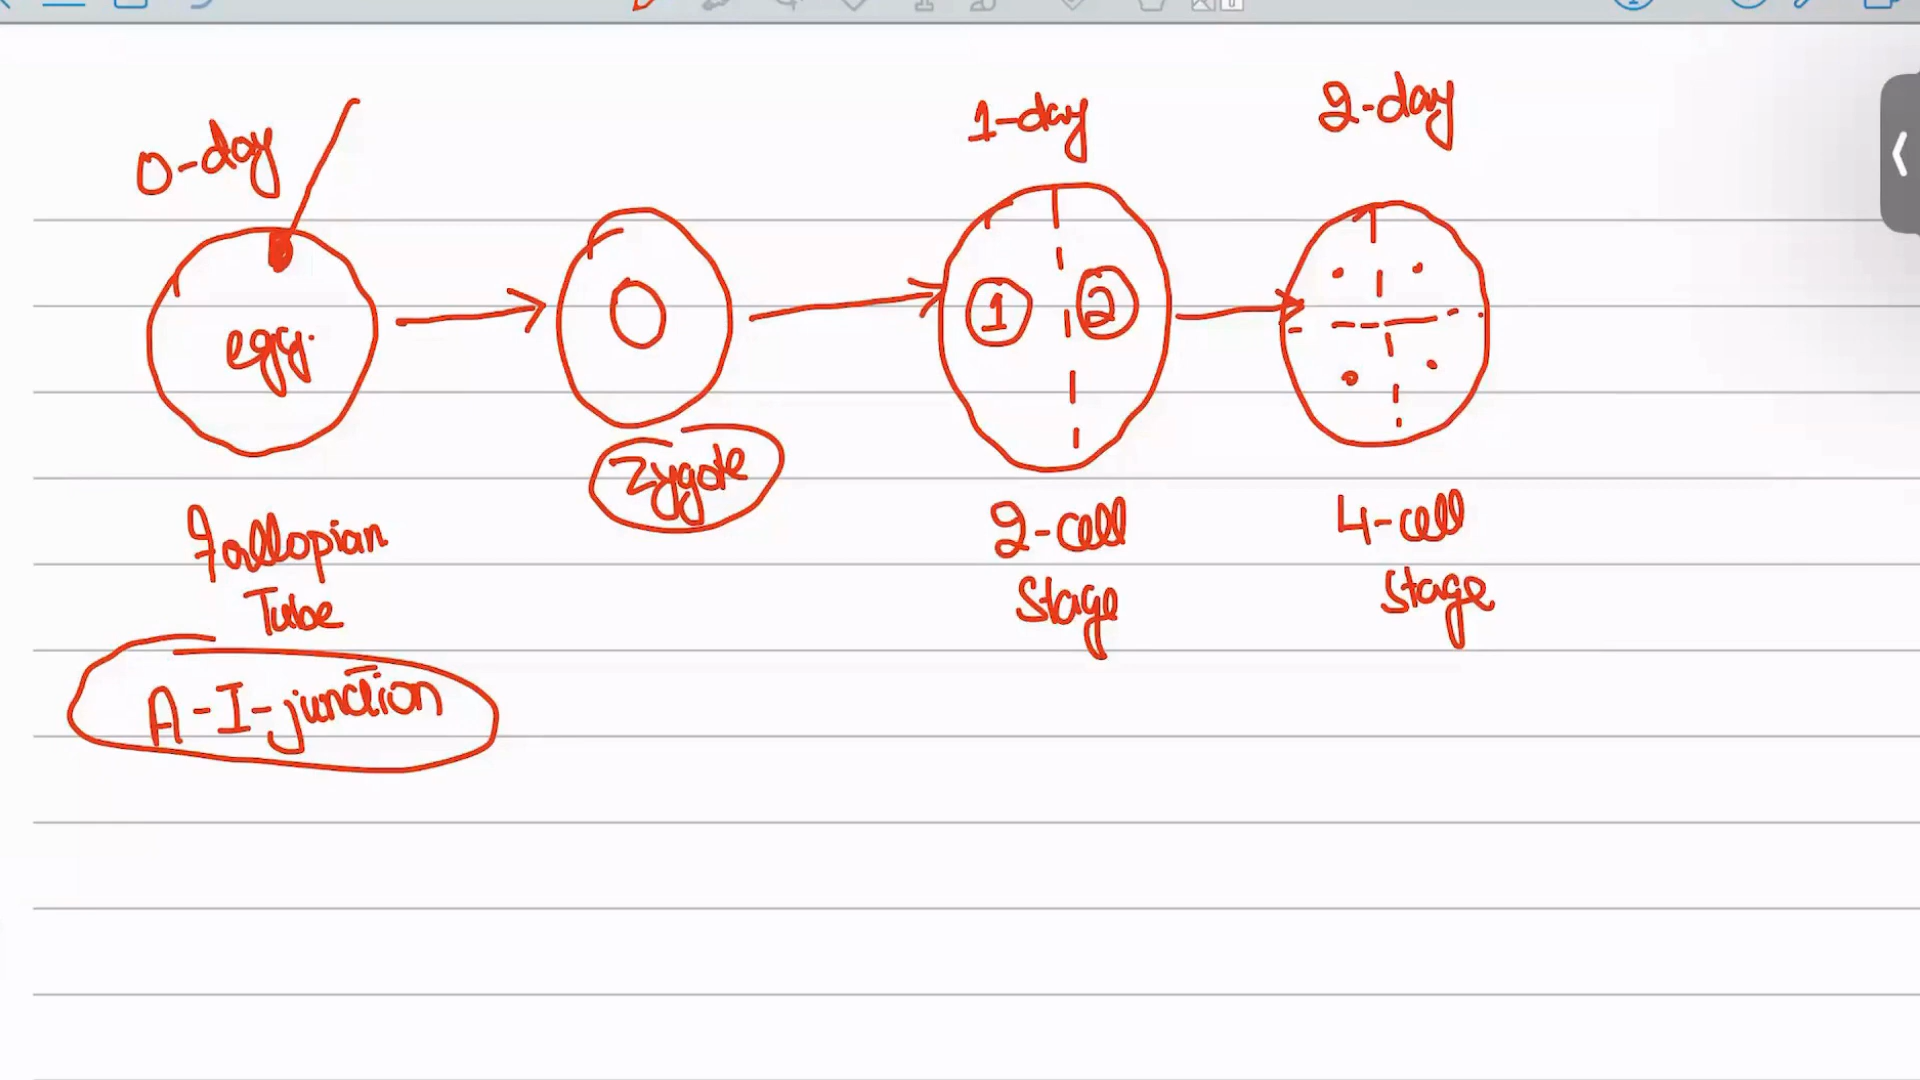 0-day
1-day
2-day
egg.
1
2
Zygote
Fallopian
Tube
2-cell
Stage
4-cell
Stage
A-I-junction